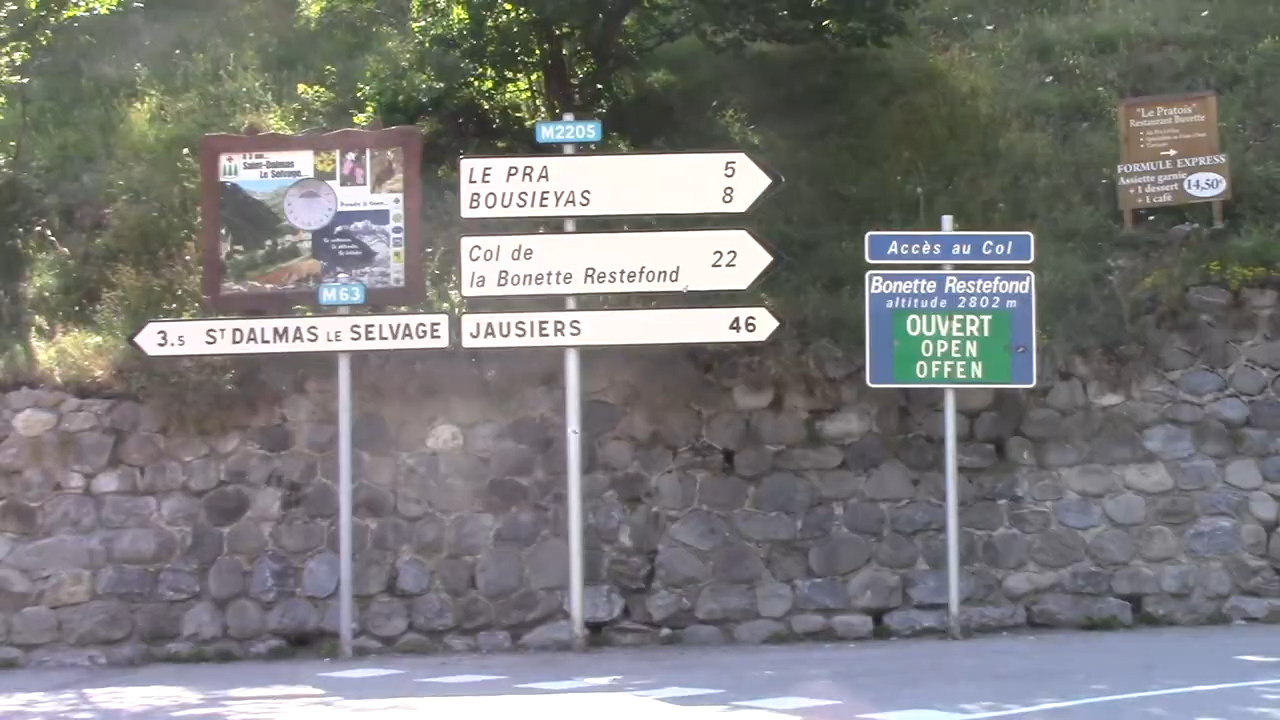 Saint-Dalmas
Le Selvage...
M63
3.5 ST DALMAS LE SELVAGE
M2205
LE PRA 5
BOUSIEYAS 8
Col de
la Bonette Restefond 22
JAUSIERS 46
Accès au Col
Bonette Restefond
altitude 2802 m
OUVERT
OPEN
OFFEN
"Le Pratois"
Restaurant Buvette
FORMULE EXPRESS
Assiette garnie
+ 1 dessert
+ 1 café
14,50€